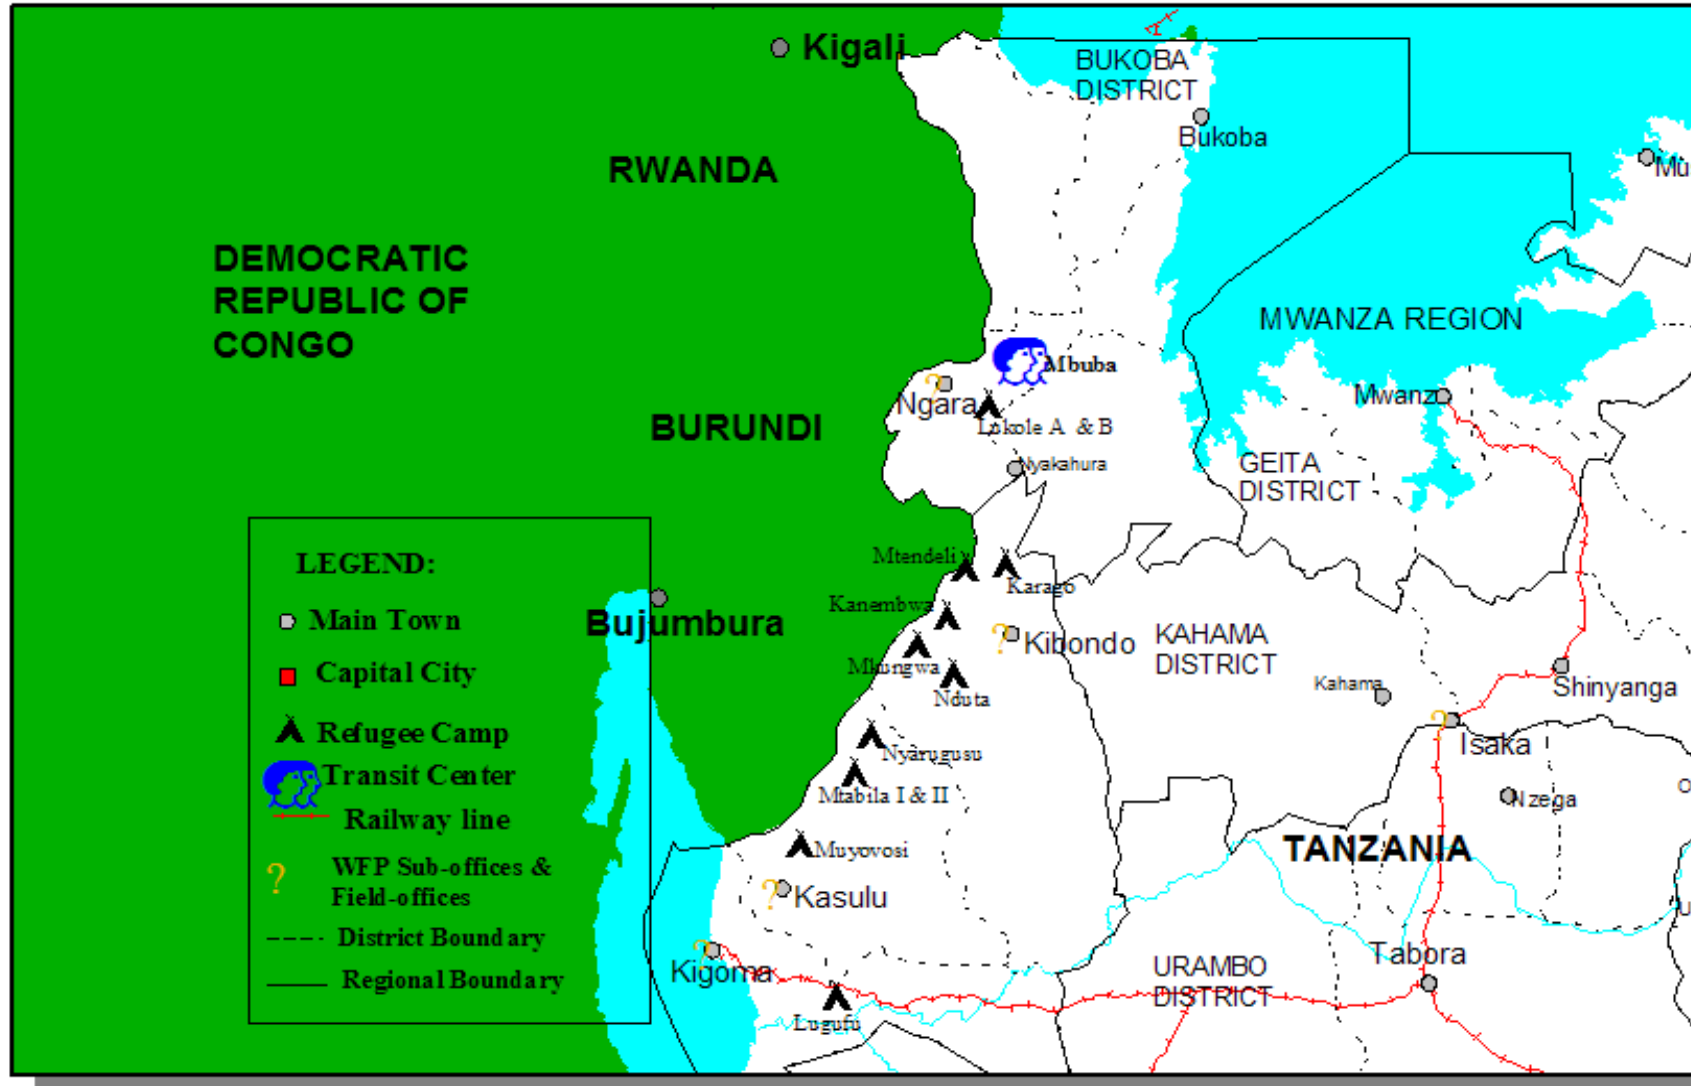 Kigali
BUKOBA
DISTRICT
Bukoba
Mu
RWANDA
DEMOCRATIC
REPUBLIC OF
CONGO
MWANZA REGION
Mbuba
Ngara
Mwanz
BURUNDI
Lukole A & B
Nyakahura
GEITA
DISTRICT
Mtendeli
Karago
Kanembwa
Bujumbura
Kibondo
KAHAMA
DISTRICT
Mkungwa
Nduta
Kahama
Shinyanga
Isaka
Nyarugusu
Mtabila I & II
Nzega
TANZANIA
Muyovosi
Kasulu
Kigoma
Tabora
URAMBO
DISTRICT
Lugufu
LEGEND:
Main Town
Capital City
Refugee Camp
Transit Center
Railway line
? WFP Sub-offices &
Field-offices
District Boundary
Regional Boundary